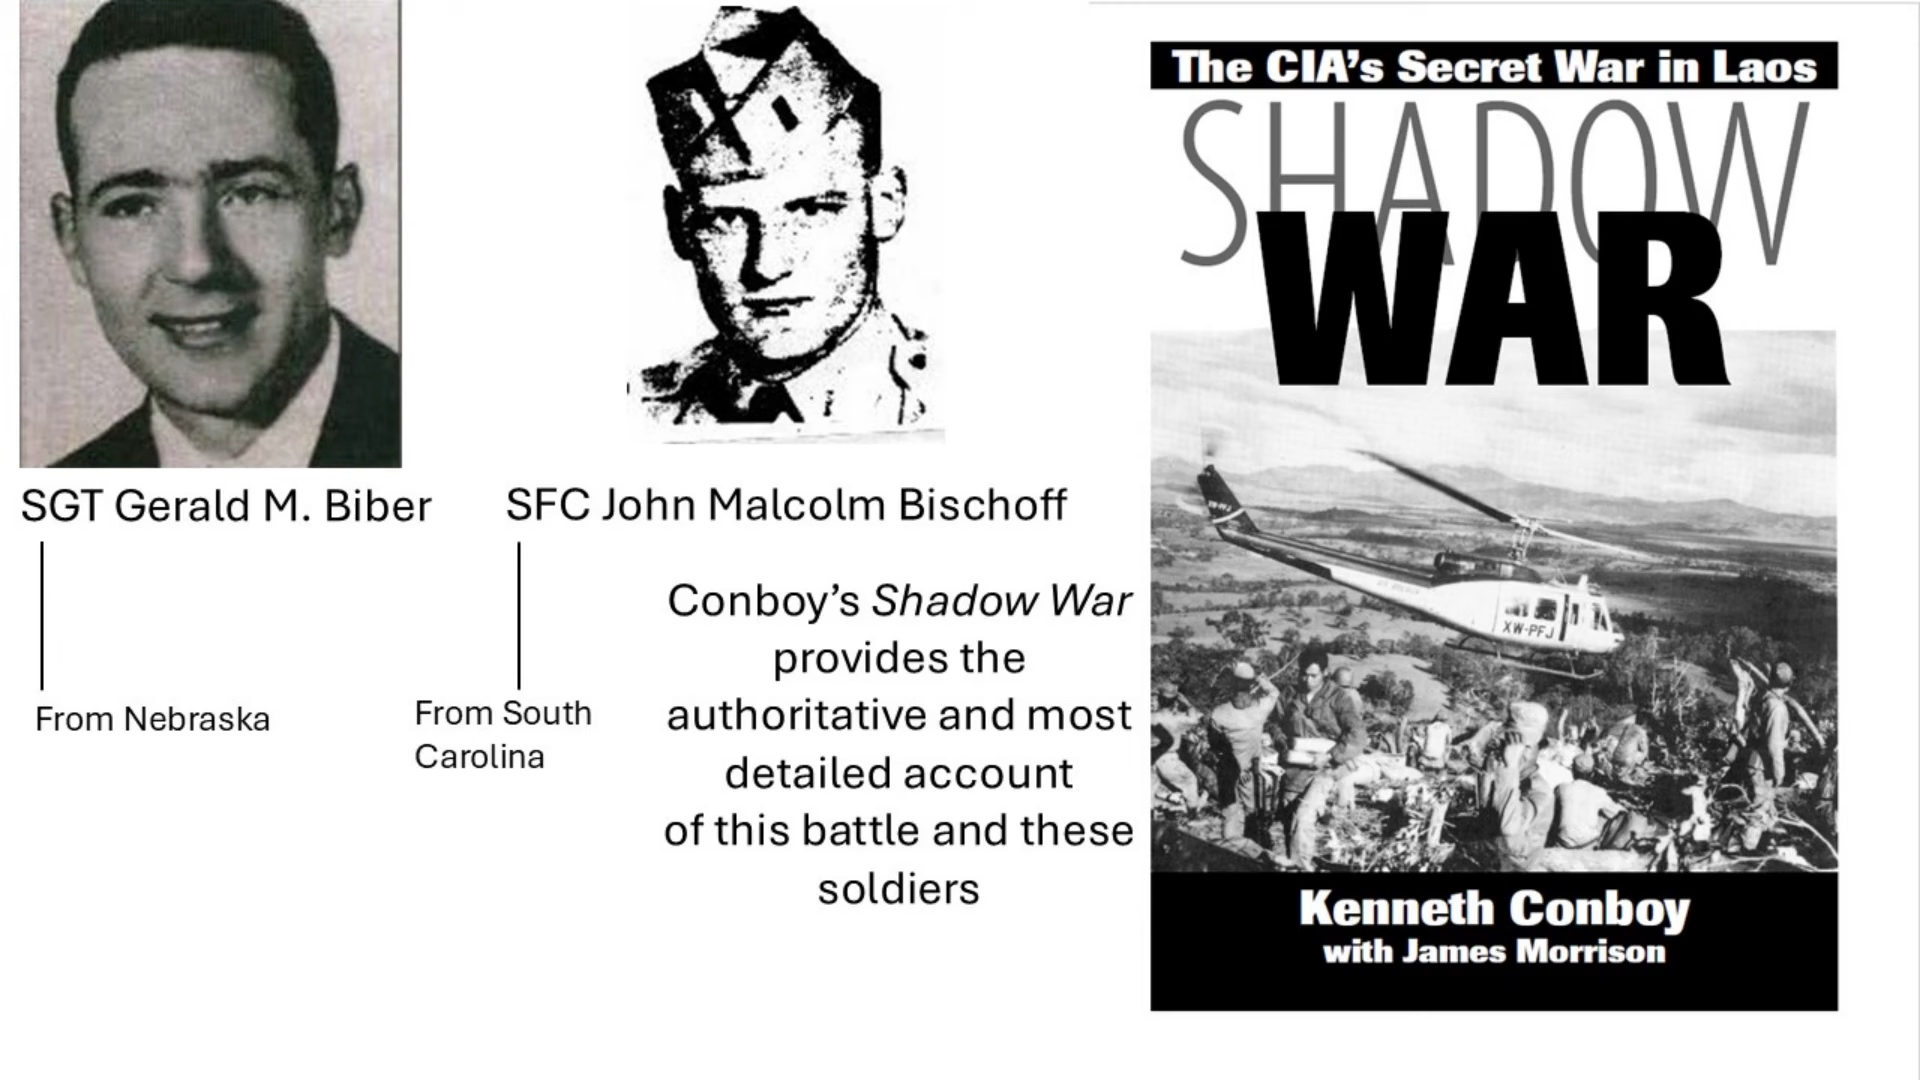 SGT Gerald M. Biber
From Nebraska
SFC John Malcolm Bischoff
From South
Carolina
Conboy’s Shadow War
provides the
authoritative and most
detailed account
of this battle and these
soldiers
The CIA’s Secret War in Laos
SHADOW
WAR
XW-PFJ
Kenneth Conboy
with James Morrison